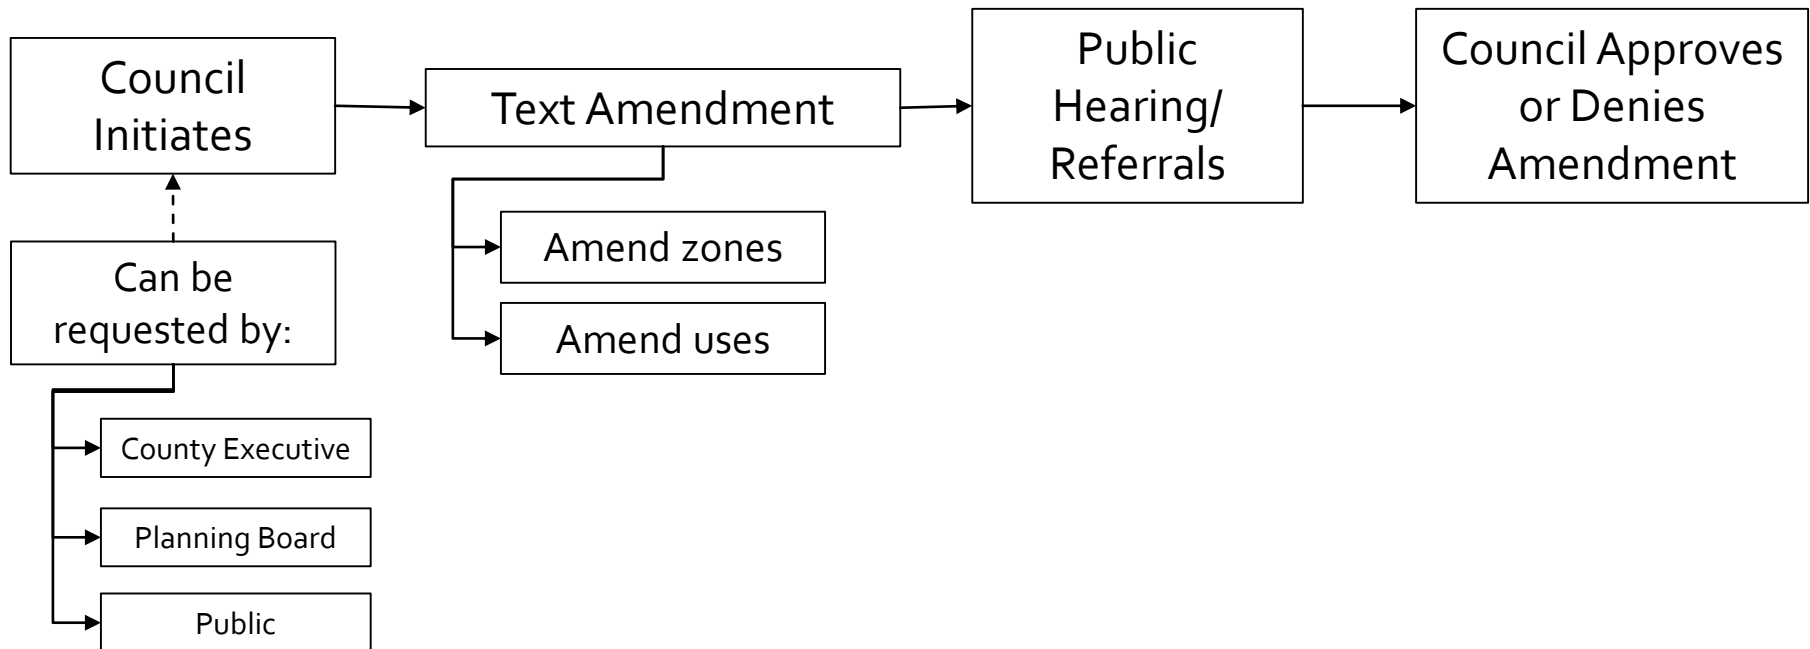 Council
Initiates
Text Amendment
Public
Hearing/
Referrals
Council Approves
or Denies
Amendment
Can be
requested by:
Amend zones
Amend uses
County Executive
Planning Board
Public